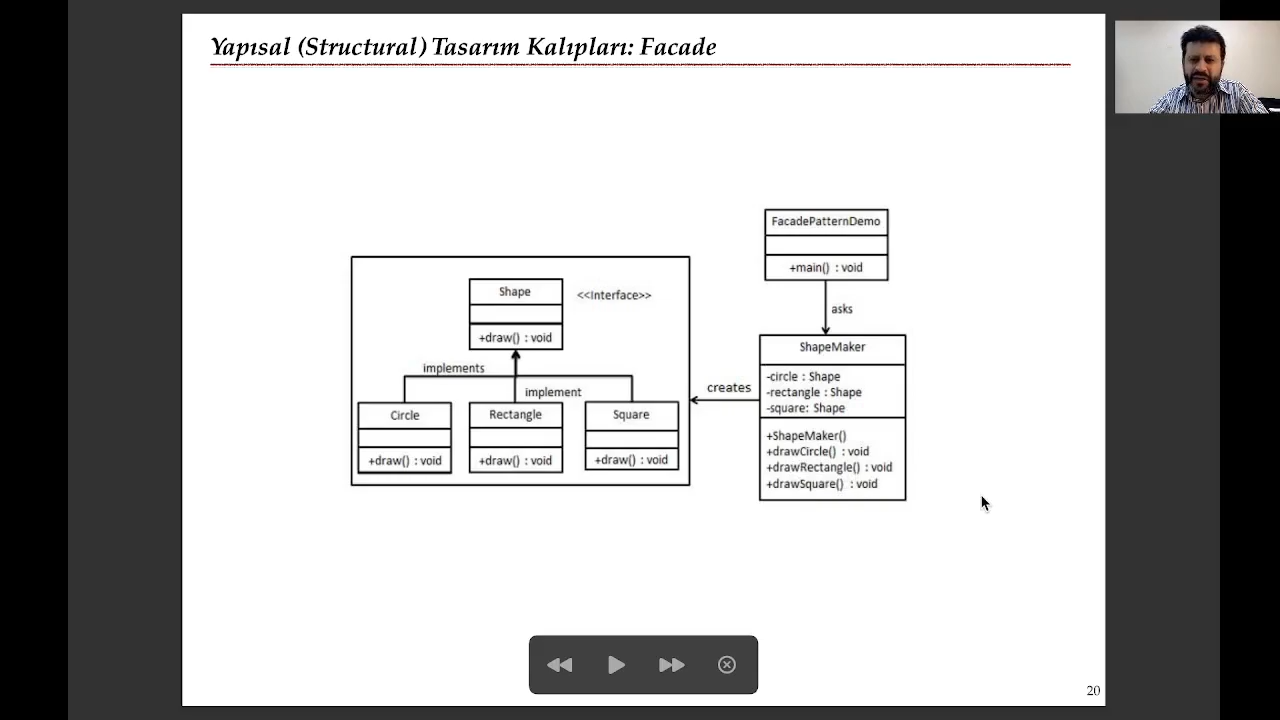 Yapısal (Structural) Tasarım Kalıpları: Facade
FacadePatternDemo
+main() : void
asks
Shape
<<Interface>>
+draw() : void
implements
implement
Circle
+draw() : void
Rectangle
+draw() : void
Square
+draw() : void
creates
ShapeMaker
-circle : Shape
-rectangle : Shape
-square: Shape
+ShapeMaker()
+drawCircle() : void
+drawRectangle() : void
+drawSquare() : void
20